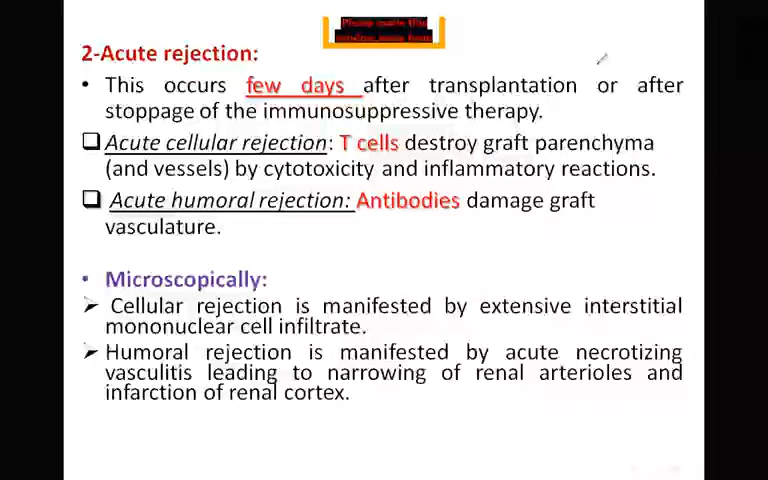 2-Acute rejection:
• This occurs few days after transplantation or after
stoppage of the immunosuppressive therapy.
❑ Acute cellular rejection: T cells destroy graft parenchyma
(and vessels) by cytotoxicity and inflammatory reactions.
❑ Acute humoral rejection: Antibodies damage graft
vasculature.
• Microscopically:
➢ Cellular rejection is manifested by extensive interstitial
mononuclear cell infiltrate.
➢ Humoral rejection is manifested by acute necrotizing
vasculitis leading to narrowing of renal arterioles and
infarction of renal cortex.